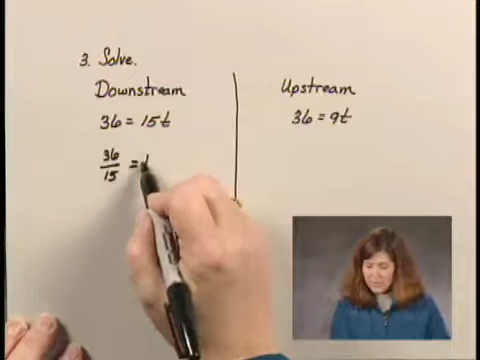 3. Solve.
Downstream
36 = 15t
36/15 =
Upstream
36 = 9t